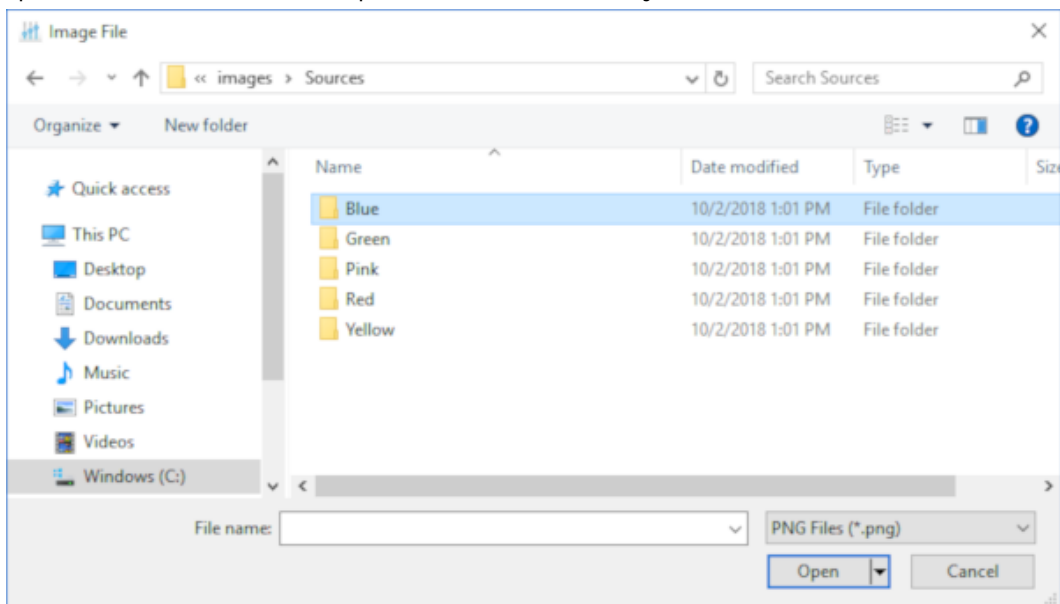 Image File
« images › Sources
Search Sources
Organize
New folder
Name Date modified Type Size
Quick access
This PC
Desktop
Documents
Downloads
Music
Pictures
Videos
Windows (C:)
Blue 10/2/2018 1:01 PM File folder
Green 10/2/2018 1:01 PM File folder
Pink 10/2/2018 1:01 PM File folder
Red 10/2/2018 1:01 PM File folder
Yellow 10/2/2018 1:01 PM File folder
File name:
PNG Files (*.png)
Open
Cancel